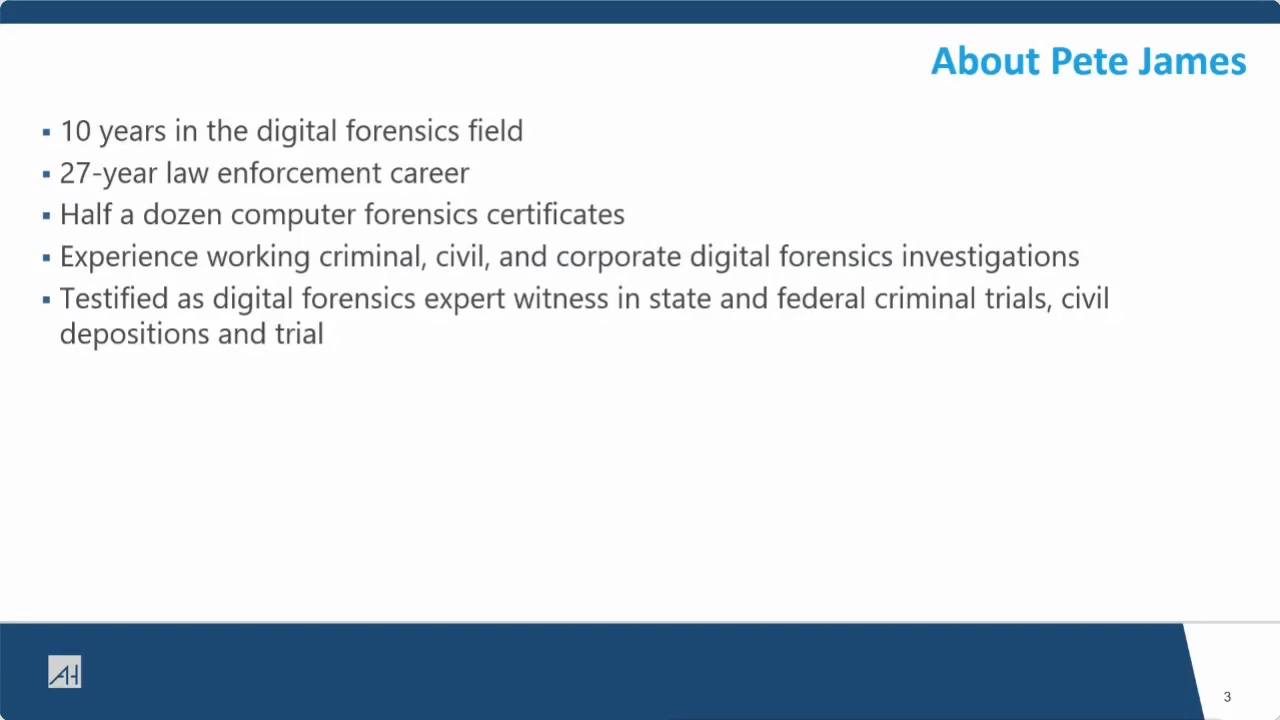 About Pete James
▪ 10 years in the digital forensics field
▪ 27-year law enforcement career
▪ Half a dozen computer forensics certificates
▪ Experience working criminal, civil, and corporate digital forensics investigations
▪ Testified as digital forensics expert witness in state and federal criminal trials, civil
depositions and trial
AH
3